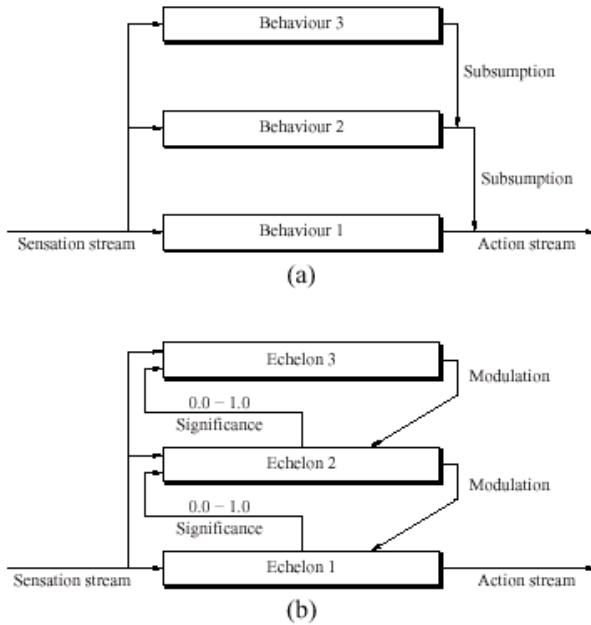 Behaviour 3
Subsumption
Behaviour 2
Subsumption
Behaviour 1
Sensation stream
Action stream
(a)
Echelon 3
Modulation
0.0 – 1.0
Significance
Echelon 2
Modulation
0.0 – 1.0
Significance
Echelon 1
Sensation stream
Action stream
(b)